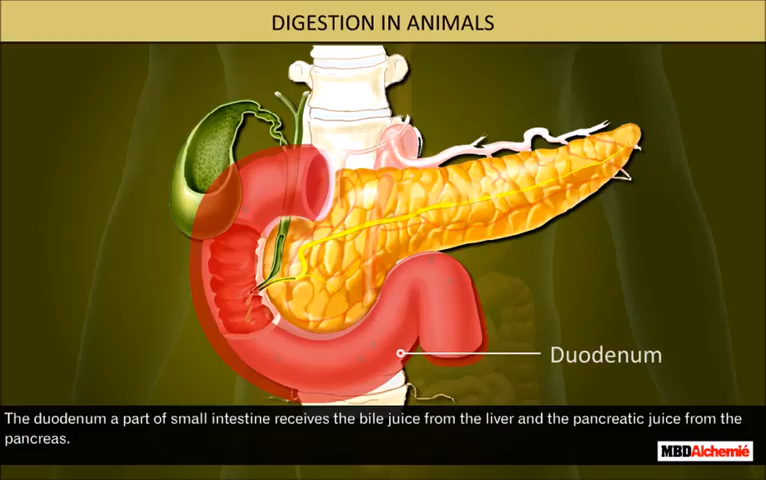 DIGESTION IN ANIMALS
Duodenum
The duodenum a part of small intestine receives the bile juice from the liver and the pancreatic juice from the
pancreas.
MBDAlchemié